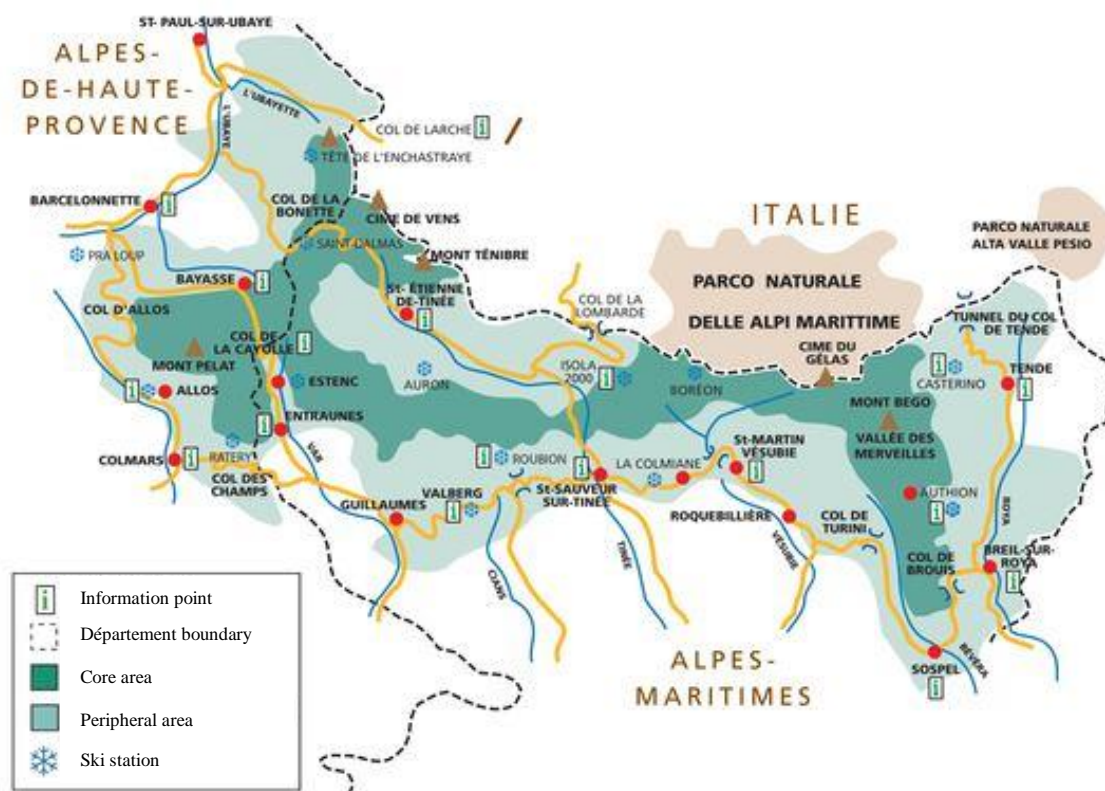 ST- PAUL-SUR-UBAYE
ALPES-
DE-HAUTE-
PROVENCE
L'UBAYE
L'UBAYETTE
COL DE LARCHE i
TÊTE DE L'ENCHASTRAYE
BARCELONNETTE i
COL DE LA
BONETTE
CIME DE VENS
ITALIE
PARCO NATURALE
ALTA VALLE PESIO
PRA LOUP
SAINT-DALMAS
MONT TÉNIBRE
BAYASSE i
ST- ÉTIENNE
DE-TINÉE
i
PARCO NATURALE
DELLE ALPI MARITTIME
COL DE LA
LOMBARDE
COL D'ALLOS
TUNNEL DU COL
DE TENDE
COL DE
LA CAYOLLE i
MONT PELAT
CIME DU
GÉLAS
ISOLA
2000 i
AURON
BORÉON
i
CASTERINO
TENDE
i
i ALLOS
ESTENC
MONT BEGO
ENTRAUNES
i
VALLÉE DES
MERVEILLES
COLMARS i
RATERY
COL DES
CHAMPS
VAR
i ROUBION
i
St-SAUVEUR
SUR-TINÉE
LA COLMIANE
St-MARTIN
VÉSUBIE
i
GUILLAUMES
VALBERG
i
AUTHION
i
ROQUEBILLIÈRE
COL DE
TURINI
ROYA
CIANS
TINÉE
VÉSUBIE
COL DE
BROUIS
BREIL-SUR-
ROYA
i
SOSPEL
i
BÉVÉRA
ALPES-
MARITIMES
i Information point
Département boundary
Core area
Peripheral area
Ski station